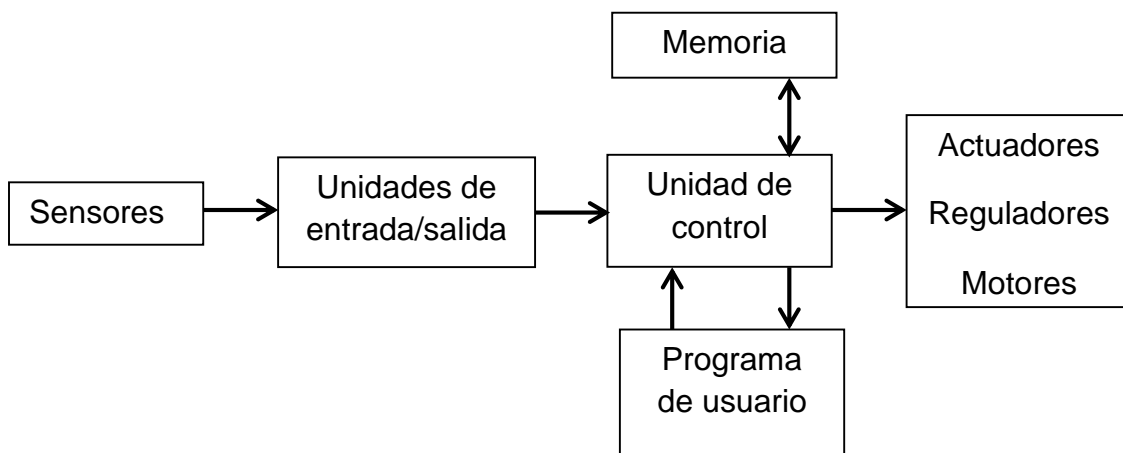 Memoria
Sensores
Unidades de
entrada/salida
Unidad de
control
Actuadores
Reguladores
Motores
Programa
de usuario